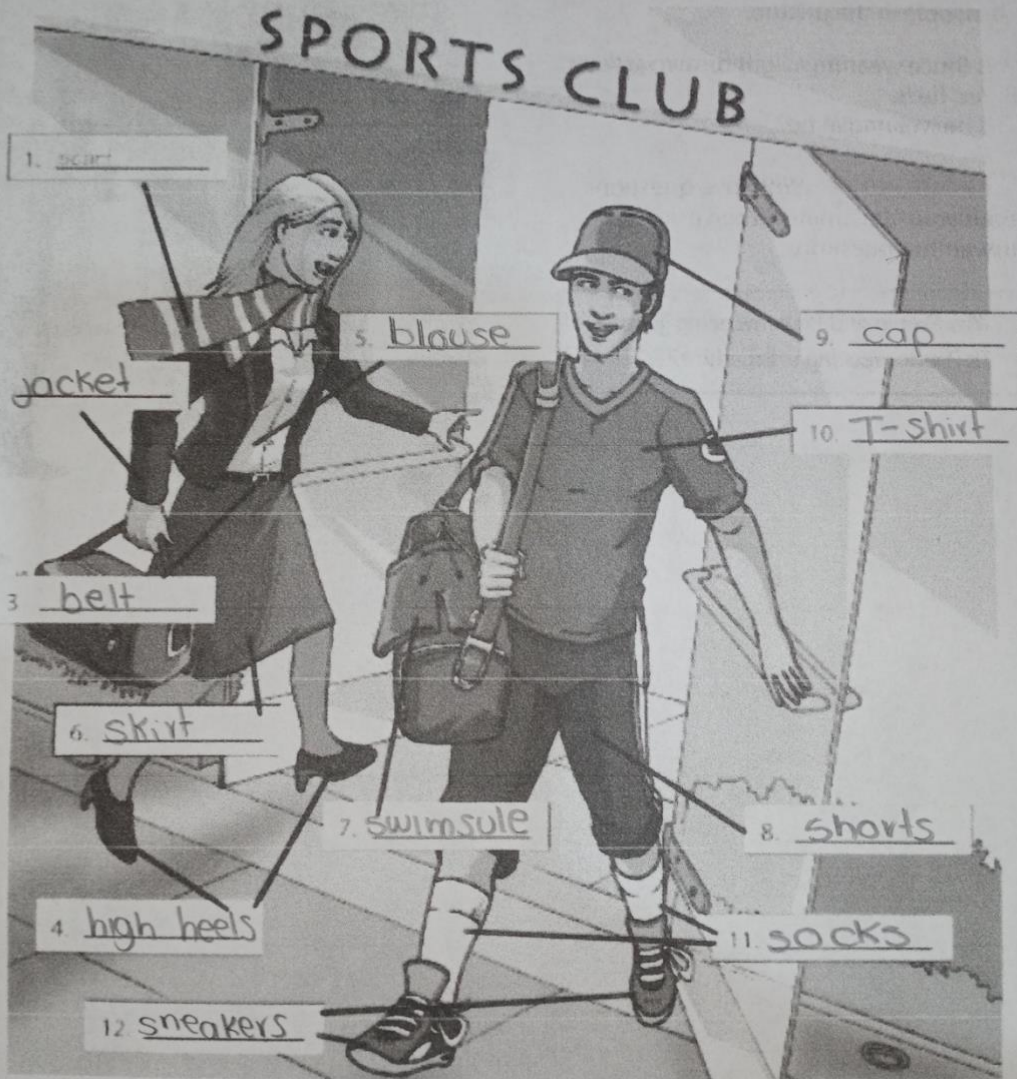 SPORTS CLUB
1. scarf
jacket
3 belt
4. high heels
5. blouse
6. skirt
7. swimsule
8. shorts
9. cap
10. T-shirt
11. socks
12 sneakers